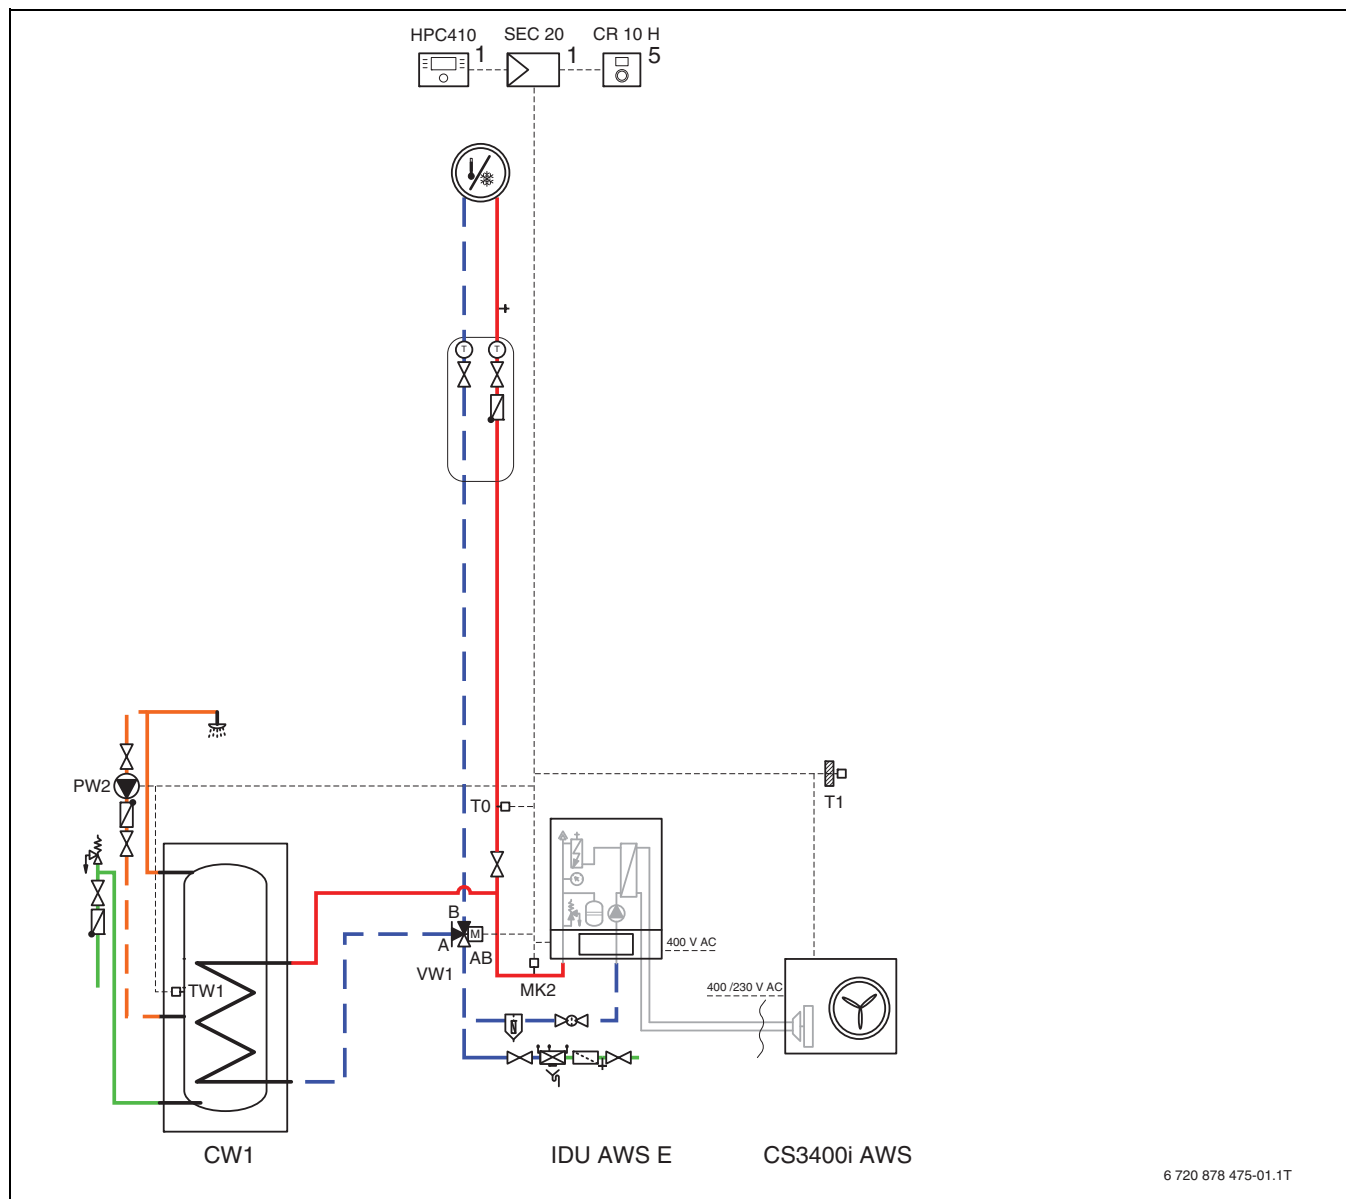 HPC410 SEC 20 CR 10 H
1 1 5
T T
PW2
T0
T1
B
A
M
AB
VW1
400 V AC
TW1
MK2
400 /230 V AC
CW1
IDU AWS E
CS3400i AWS
6 720 878 475-01.1T